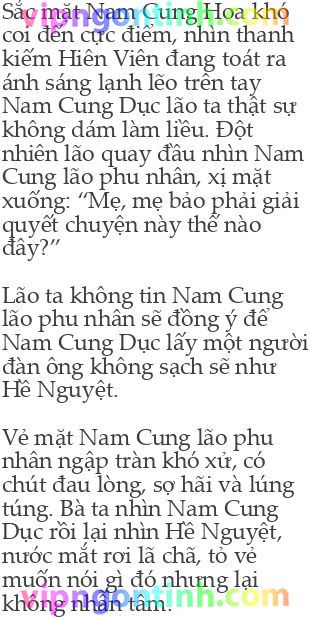 Sắc mặt Nam Cung Hoa khó
coi đến cực điểm, nhìn thanh
kiếm Hiên Viên đang toát ra
ánh sáng lạnh lẽo trên tay
Nam Cung Dục lão ta thật sự
không dám làm liều. Đột
nhiên lão quay đầu nhìn Nam
Cung lão phu nhân, xị mặt
xuống: “Mẹ, mẹ bảo phải giải
quyết chuyện này thế nào
đây?”
Lão ta không tin Nam Cung
lão phu nhân sẽ đồng ý để
Nam Cung Dục lấy một người
đàn ông không sạch sẽ như
Hề Nguyệt.
Vẻ mặt Nam Cung lão phu
nhân ngập tràn khó xử, có
chút đau lòng, sợ hãi và lúng
túng. Bà ta nhìn Nam Cung
Dục rồi lại nhìn Hề Nguyệt,
nước mắt rơi lã chã, tỏ vẻ
muốn nói gì đó nhưng lại
không nhẫn tâm.
vipngontinh.com
vipngontinh.com